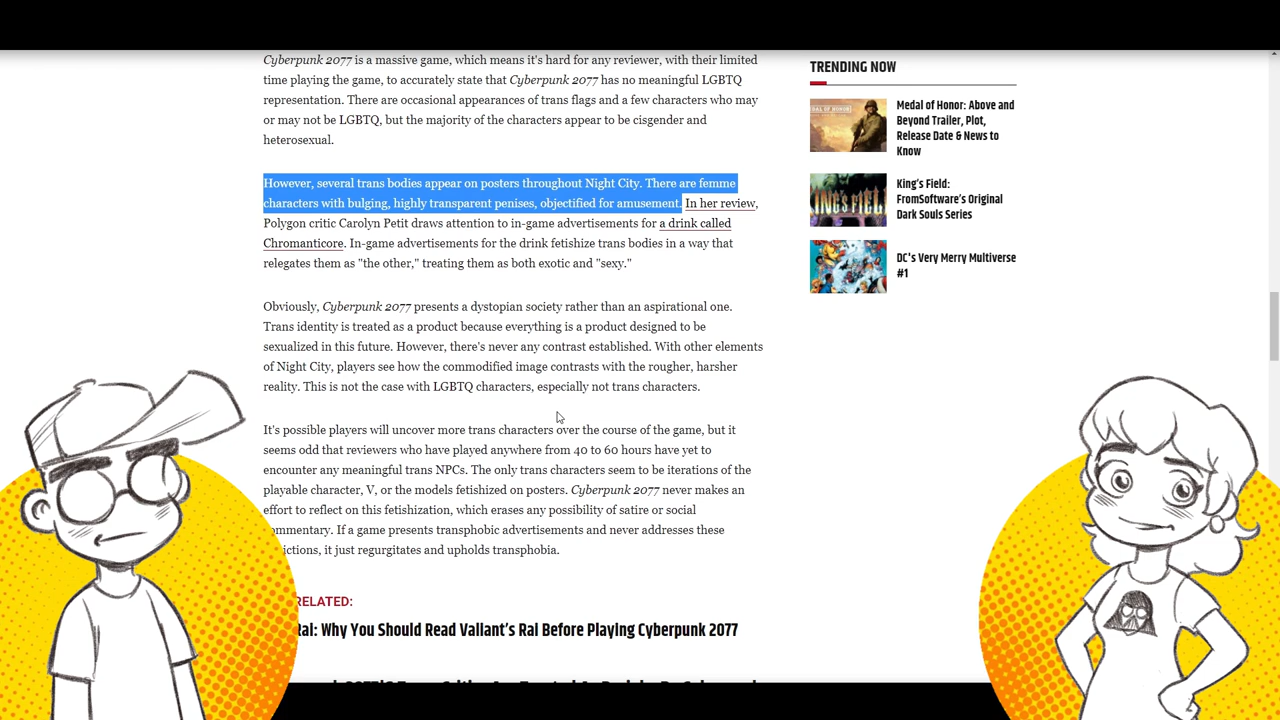 Cyberpunk 2077 is a massive game, which means it's hard for any reviewer, with their limited
time playing the game, to accurately state that Cyberpunk 2077 has no meaningful LGBTQ
representation. There are occasional appearances of trans flags and a few characters who may
or may not be LGBTQ, but the majority of the characters appear to be cisgender and
heterosexual.
However, several trans bodies appear on posters throughout Night City. There are femme
characters with bulging, highly transparent penises, objectified for amusement. In her review,
Polygon critic Carolyn Petit draws attention to in-game advertisements for a drink called
Chromanticore. In-game advertisements for the drink fetishize trans bodies in a way that
relegates them as "the other," treating them as both exotic and "sexy."
Obviously, Cyberpunk 2077 presents a dystopian society rather than an aspirational one.
Trans identity is treated as a product because everything is a product designed to be
sexualized in this future. However, there's never any contrast established. With other elements
of Night City, players see how the commodified image contrasts with the rougher, harsher
reality. This is not the case with LGBTQ characters, especially not trans characters.
It's possible players will uncover more trans characters over the course of the game, but it
seems odd that reviewers who have played anywhere from 40 to 60 hours have yet to
encounter any meaningful trans NPCs. The only trans characters seem to be iterations of the
playable character, V, or the models fetishized on posters. Cyberpunk 2077 never makes an
effort to reflect on this fetishization, which erases any possibility of satire or social
ommentary. If a game presents transphobic advertisements and never addresses these
ictions, it just regurgitates and upholds transphobia.
RELATED:
Rai: Why You Should Read Valiant's Rai Before Playing Cyberpunk 2077
TRENDING NOW
Medal of Honor: Above and
Beyond Trailer, Plot,
Release Date & News to
Know
King's Field:
FromSoftware's Original
Dark Souls Series
DC's Very Merry Multiverse
#1